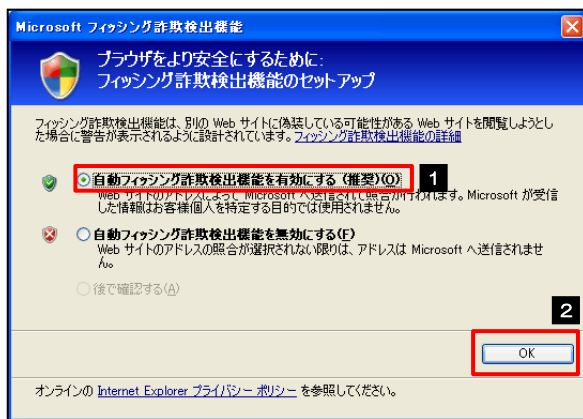 Microsoft フィッシング詐欺検出機能
ブラウザをより安全にするために:
フィッシング詐欺検出機能のセットアップ
フィッシング詐欺検出機能は、別の Web サイトに偽装している可能性がある Web サイトを閲覧しようとし
た場合に警告が表示されるように設計されています。フィッシング詐欺検出機能の詳細
自動フィッシング詐欺検出機能を有効にする (推奨)(O)
1
Web サイトのアドレスによって Microsoft へ送信されて照合が行われます。Microsoft が受信
した情報はお客様個人を特定する目的では使用されません。
自動フィッシング詐欺検出機能を無効にする(F)
Web サイトのアドレスの照合が選択されない限りは、アドレスは Microsoft へ送信されませ
ん。
後で確認する(A)
2
OK
オンラインの Internet Explorer プライバシー ポリシー を参照してください。